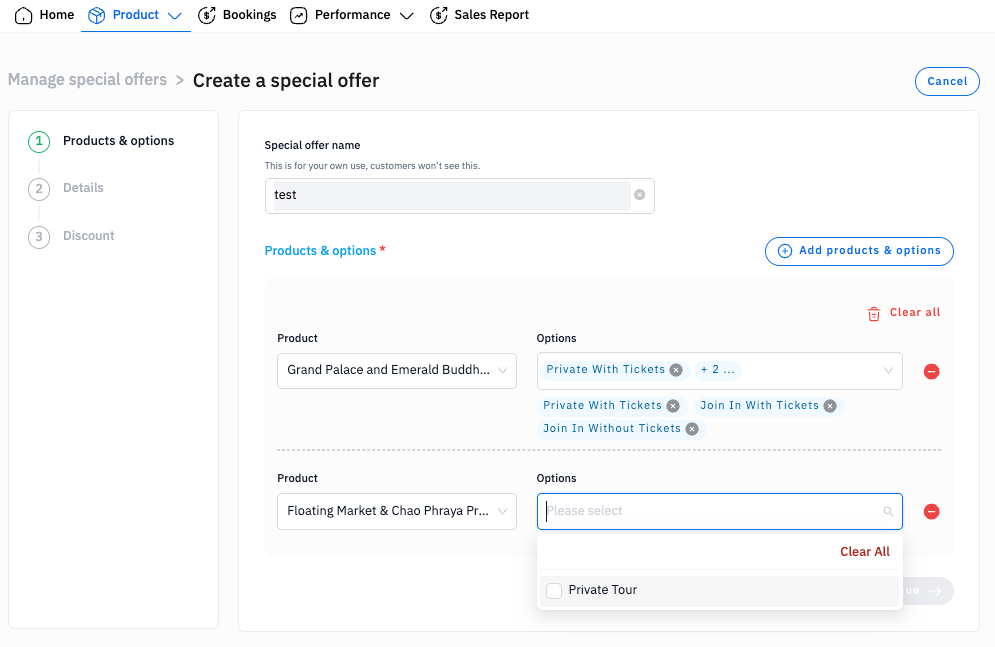 Home Product Bookings Performance Sales Report
Manage special offers > Create a special offer
Cancel
1 Products & options
2 Details
3 Discount
Special offer name
This is for your own use, customers won't see this.
test
Products & options *
Add products & options
Clear all
Product
Options
Grand Palace and Emerald Buddh...
Private With Tickets + 2 ...
Private With Tickets Join In With Tickets
Join In Without Tickets
Product
Options
Floating Market & Chao Phraya Pr...
Please select
Clear All
Private Tour